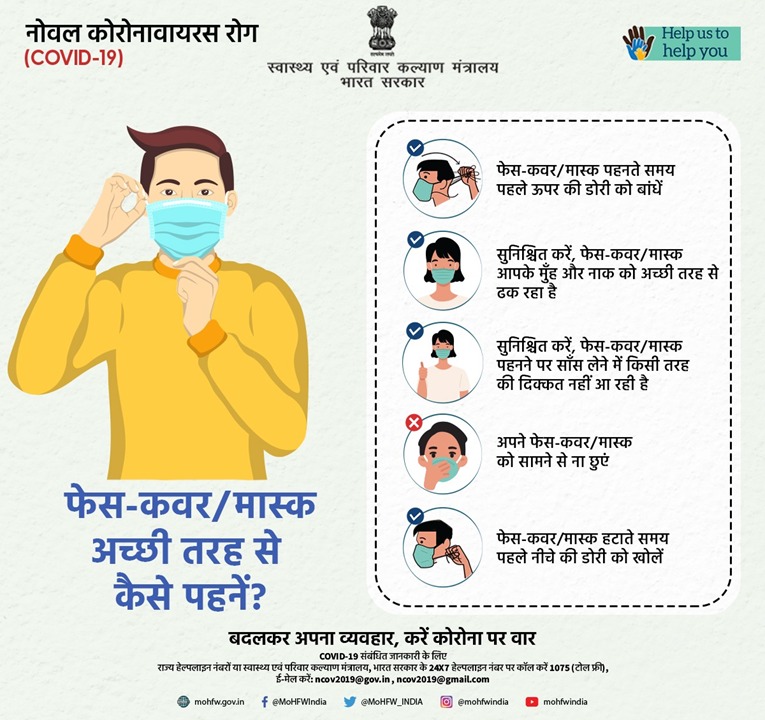 नोवल कोरोनावायरस रोग
(COVID-19)
सत्यमेव जयते
स्वास्थ्य एवं परिवार कल्याण मंत्रालय
भारत सरकार
Help us to
help you
फेस-कवर/मास्क पहनते समय
पहले ऊपर की डोरी को बांधें
सुनिश्चित करें, फेस-कवर/मास्क
आपके मुँह और नाक को अच्छी तरह से
ढक रहा है
सुनिश्चित करें, फेस-कवर/मास्क
पहनने पर साँस लेने में किसी तरह
की दिक्कत नहीं आ रही है
अपने फेस-कवर/मास्क
को सामने से ना छुएं
फेस-कवर/मास्क हटाते समय
पहले नीचे की डोरी को खोलें
फेस-कवर/मास्क
अच्छी तरह से
कैसे पहनें?
बदलकर अपना व्यवहार, करें कोरोना पर वार
COVID-19 संबंधित जानकारी के लिए
राज्य हेल्पलाइन नंबरों या स्वास्थ्य एवं परिवार कल्याण मंत्रालय, भारत सरकार के 24X7 हेल्पलाइन नंबर पर कॉल करें 1075 (टोल फ्री),
ई-मेल करें: ncov2019@gov.in , ncov2019@gmail.com
mohfw.gov.in @MoHFWIndia @MoHFW_INDIA @mohfwindia mohfwindia